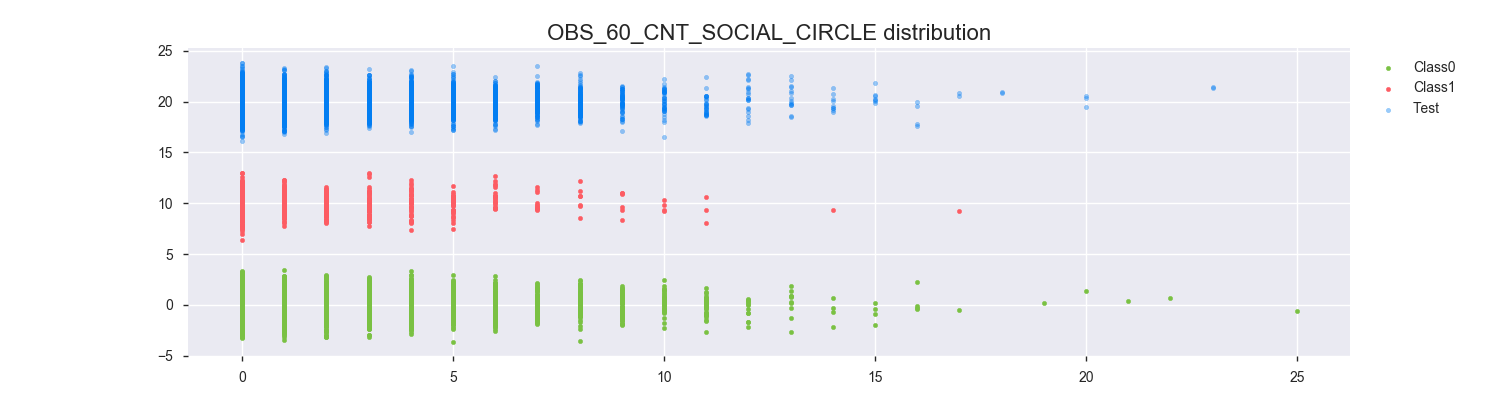 OBS_60_CNT_SOCIAL_CIRCLE distribution
25
20
15
10
5
0
−5
0 5 10 15 20 25
Class0
Class1
Test